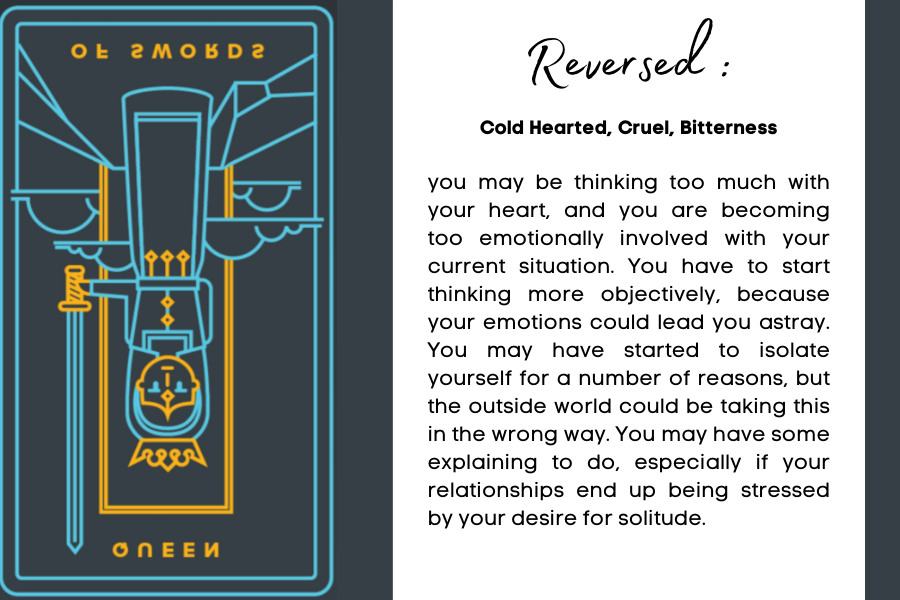 OF SWORDS
QUEEN
Reversed :
Cold Hearted, Cruel, Bitterness
you may be thinking too much with
your heart, and you are becoming
too emotionally involved with your
current situation. You have to start
thinking more objectively, because
your emotions could lead you astray.
You may have started to isolate
yourself for a number of reasons, but
the outside world could be taking this
in the wrong way. You may have some
explaining to do, especially if your
relationships end up being stressed
by your desire for solitude.